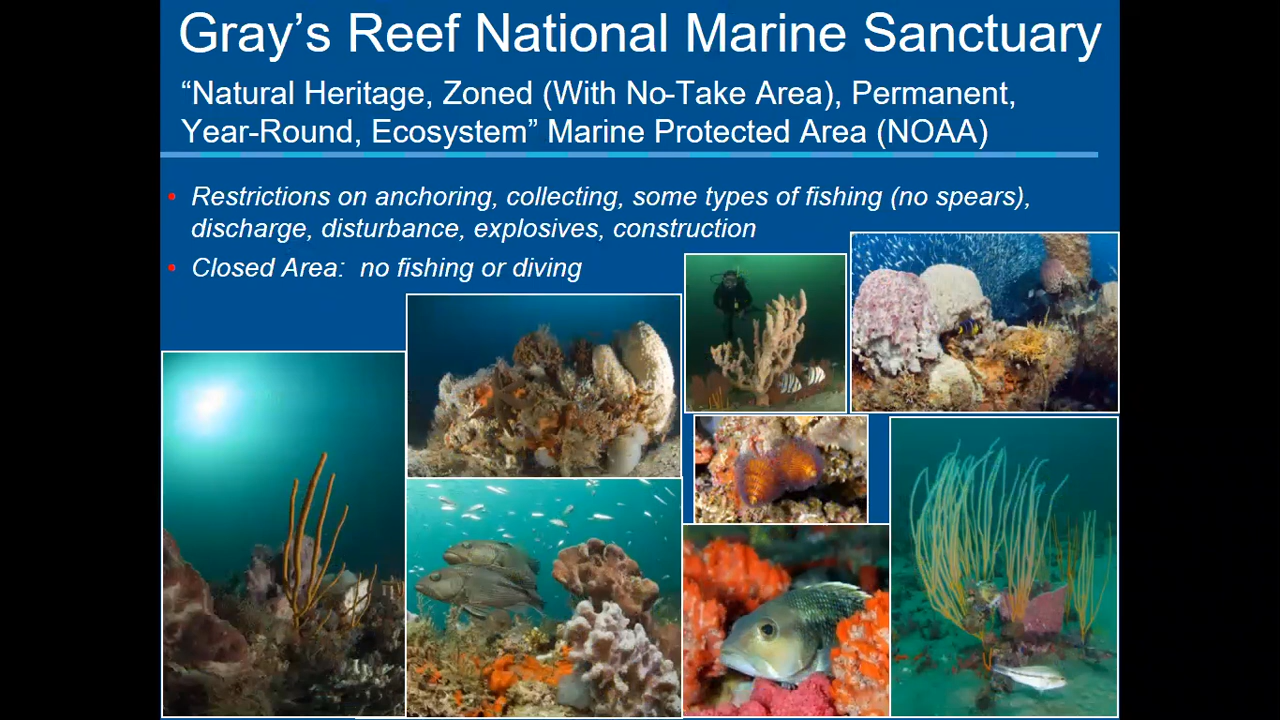 Gray’s Reef National Marine Sanctuary
“Natural Heritage, Zoned (With No-Take Area), Permanent,
Year-Round, Ecosystem” Marine Protected Area (NOAA)
• Restrictions on anchoring, collecting, some types of fishing (no spears),
discharge, disturbance, explosives, construction
• Closed Area:  no fishing or diving